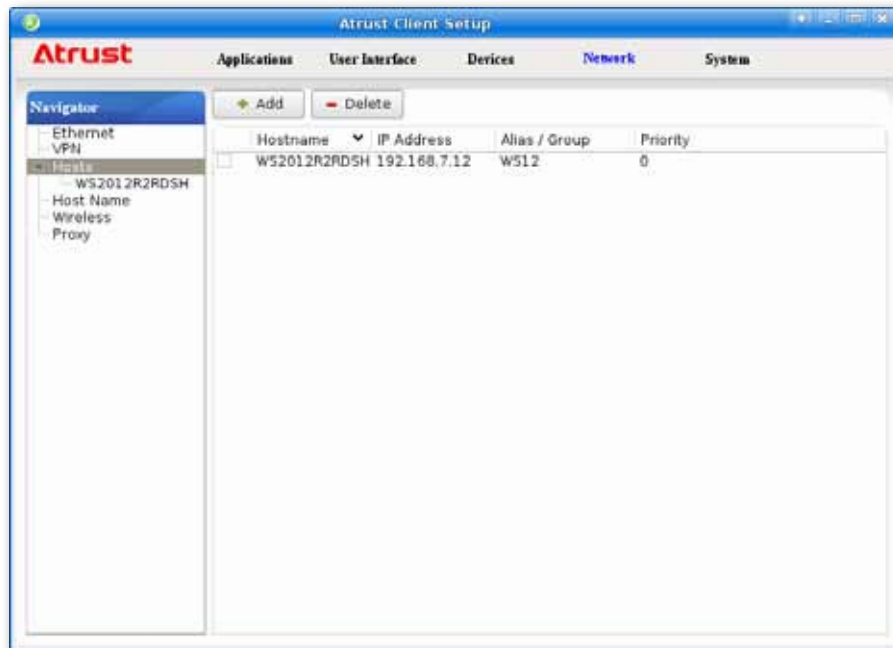 Atrust Client Setup
Atrust
Applications User Interface Devices Network System
Navigator
Add Delete
Ethernet
VPN
Hosts
WS2012R2RDSH
Host Name
Wireless
Proxy
Hostname IP Address Alias / Group Priority
WS2012R2RDSH 192.168.7.12 WS12 0